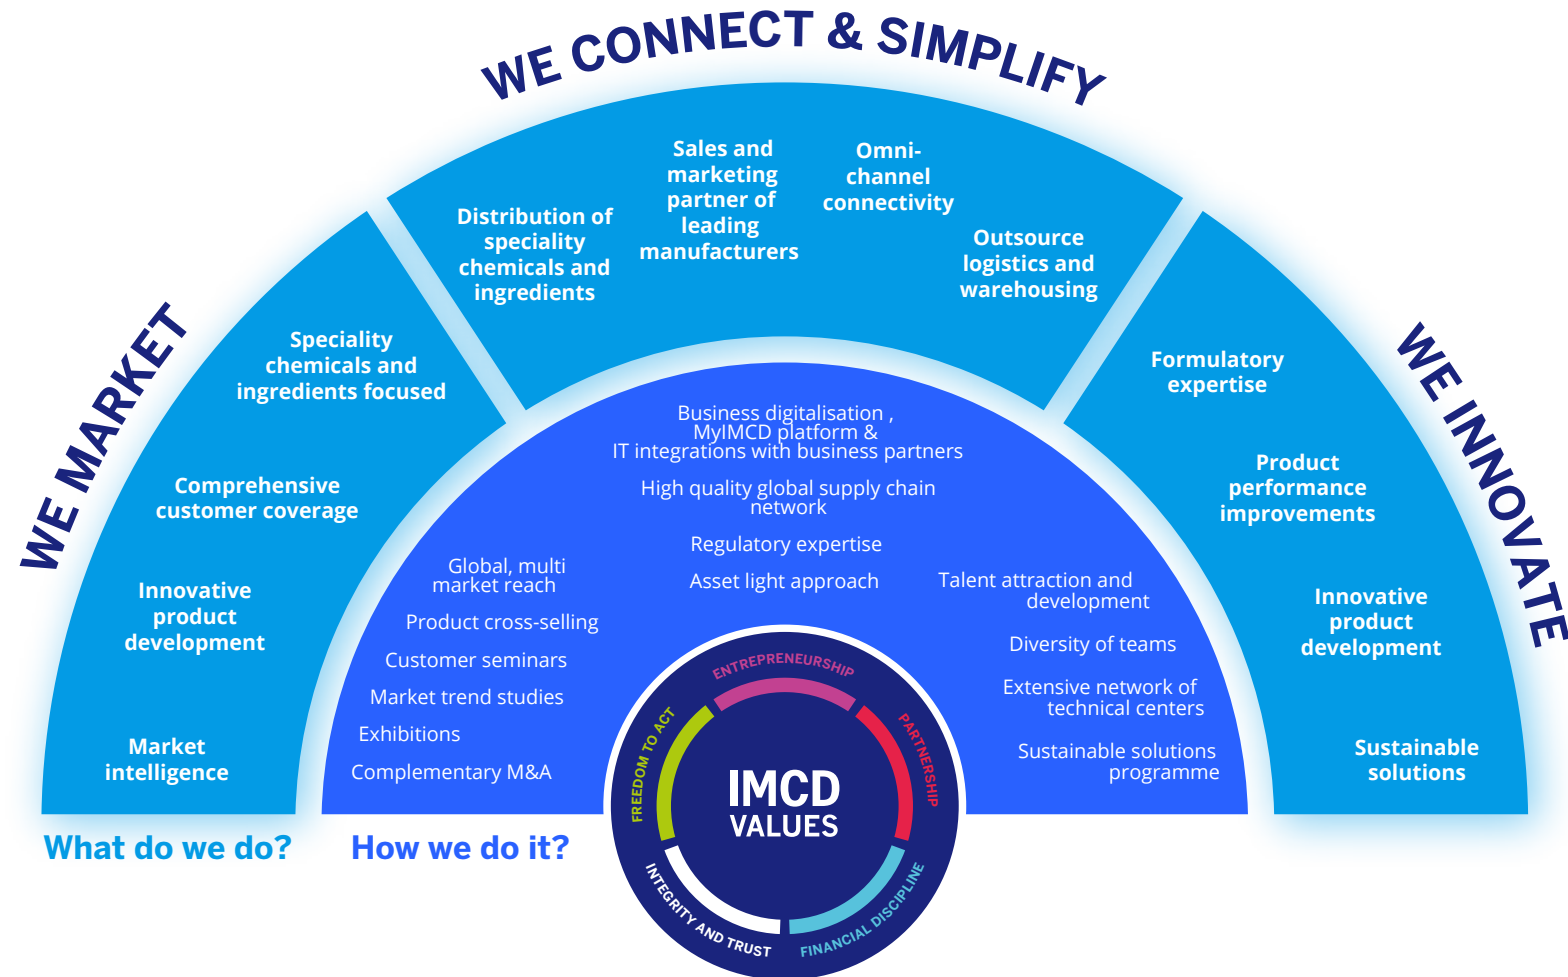 WE CONNECT & SIMPLIFY
WE MARKET
WE INNOVATE
Speciality
chemicals and
ingredients focused
Comprehensive
customer coverage
Innovative
product
development
Market
intelligence
Distribution of
speciality
chemicals and
ingredients
Sales and
marketing
partner of
leading
manufacturers
Omni-
channel
connectivity
Outsource
logistics and
warehousing
Formulatory
expertise
Product
performance
improvements
Innovative
product
development
Sustainable
solutions
Global, multi
market reach
Product cross-selling
Customer seminars
Market trend studies
Exhibitions
Complementary M&A
Business digitalisation ,
MyIMCD platform &
IT integrations with business partners
High quality global supply chain
network
Regulatory expertise
Asset light approach
Talent attraction and
development
Diversity of teams
Extensive network of
technical centers
Sustainable solutions
programme
What do we do?
How we do it?
IMCD
VALUES
FREEDOM TO ACT
ENTREPRENEURSHIP
PARTNERSHIP
FINANCIAL DISCIPLINE
INTEGRITY AND TRUST